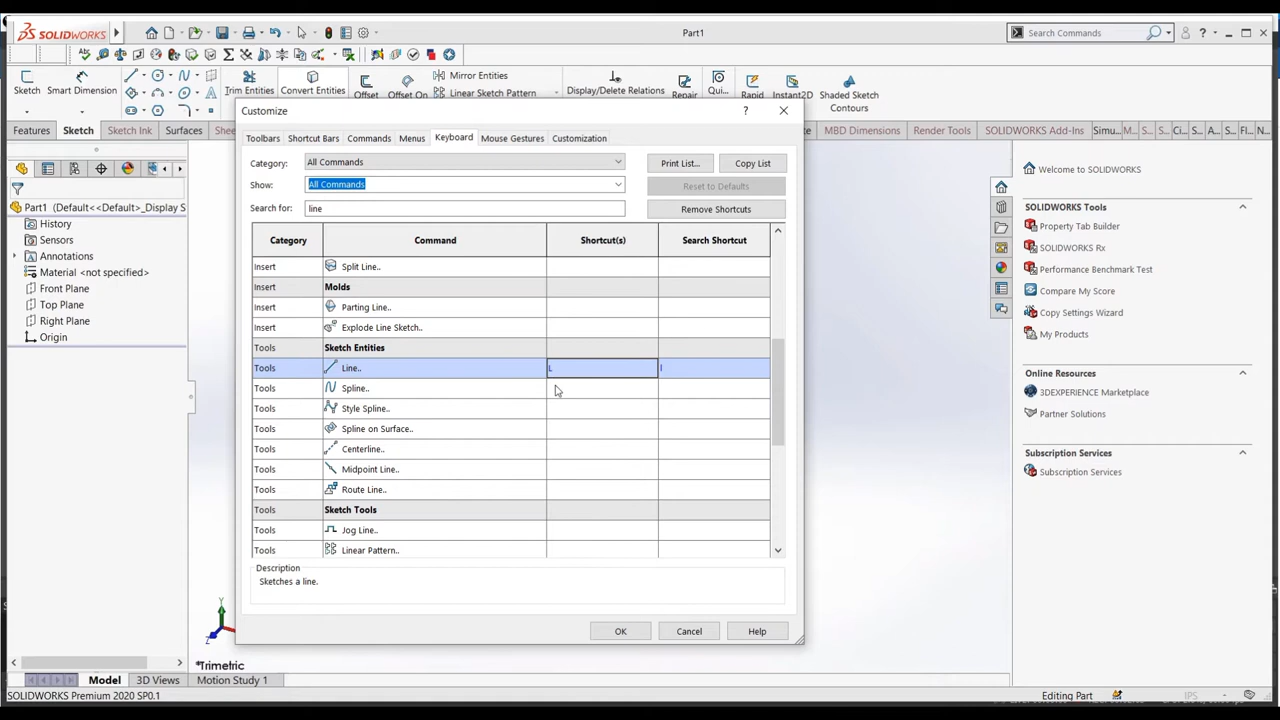 SOLIDWORKS
Part1
Search Commands
Sketch
Smart Dimension
Trim Entities
Convert Entities
Offset
Offset On
Mirror Entities
Linear Sketch Pattern
Display/Delete Relations
Repair
Qui...
Rapid
Instant2D
Shaded Sketch
Contours
Features
Sketch
Sketch Ink
Surfaces
MBD Dimensions
Render Tools
SOLIDWORKS Add-Ins
Simu...
Part1 (Default<<Default>_Display S
History
Sensors
Annotations
Material <not specified>
Front Plane
Top Plane
Right Plane
Origin
Customize
Toolbars
Shortcut Bars
Commands
Menus
Keyboard
Mouse Gestures
Customization
Category:
All Commands
Print List...
Copy List
Show:
All Commands
Reset to Defaults
Search for:
line
Remove Shortcuts
Category Command Shortcut(s) Search Shortcut
Insert Split Line..
Insert Molds
Insert Parting Line..
Insert Explode Line Sketch..
Tools Sketch Entities
Tools Line.. L l
Tools Spline..
Tools Style Spline..
Tools Spline on Surface..
Tools Centerline..
Tools Midpoint Line..
Tools Route Line..
Tools Sketch Tools
Tools Jog Line..
Tools Linear Pattern..
Description
Sketches a line.
OK
Cancel
Help
Welcome to SOLIDWORKS
SOLIDWORKS Tools
Property Tab Builder
SOLIDWORKS Rx
Performance Benchmark Test
Compare My Score
Copy Settings Wizard
My Products
Online Resources
3DEXPERIENCE Marketplace
Partner Solutions
Subscription Services
Subscription Services
Y
Z
*Trimetric
Model
3D Views
Motion Study 1
SOLIDWORKS Premium 2020 SP0.1
Editing Part
IPS